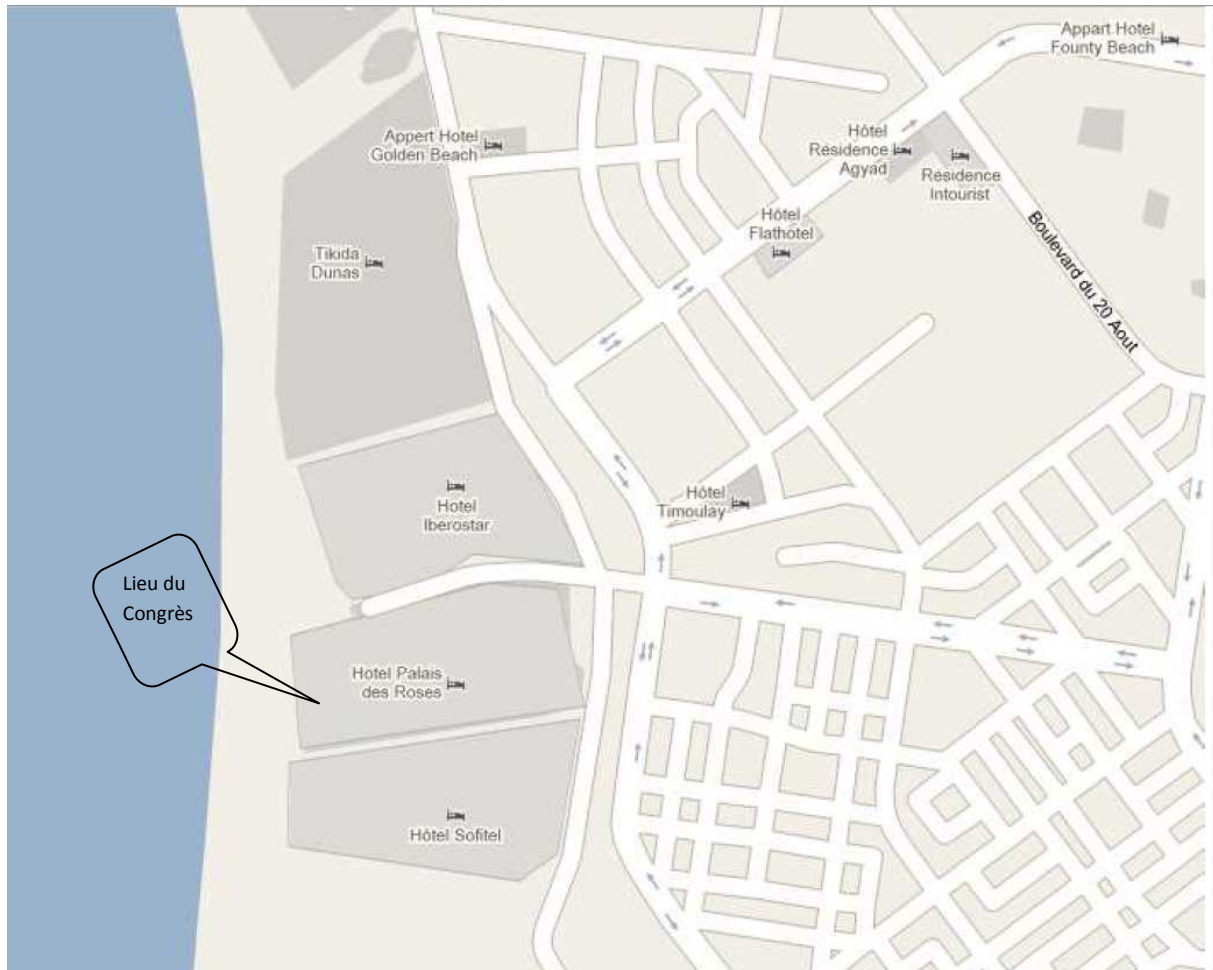 Appart Hotel
Founty Beach
Appert Hotel
Golden Beach
Hôtel
Résidence
Agyad
Résidence
Intourist
Hôtel
Flathotel
Tikida
Dunas
Boulevard du 20 Aout
Hotel
Iberostar
Hôtel
Timoulay
Lieu du
Congrès
Hotel Palais
des Roses
Hôtel Sofitel